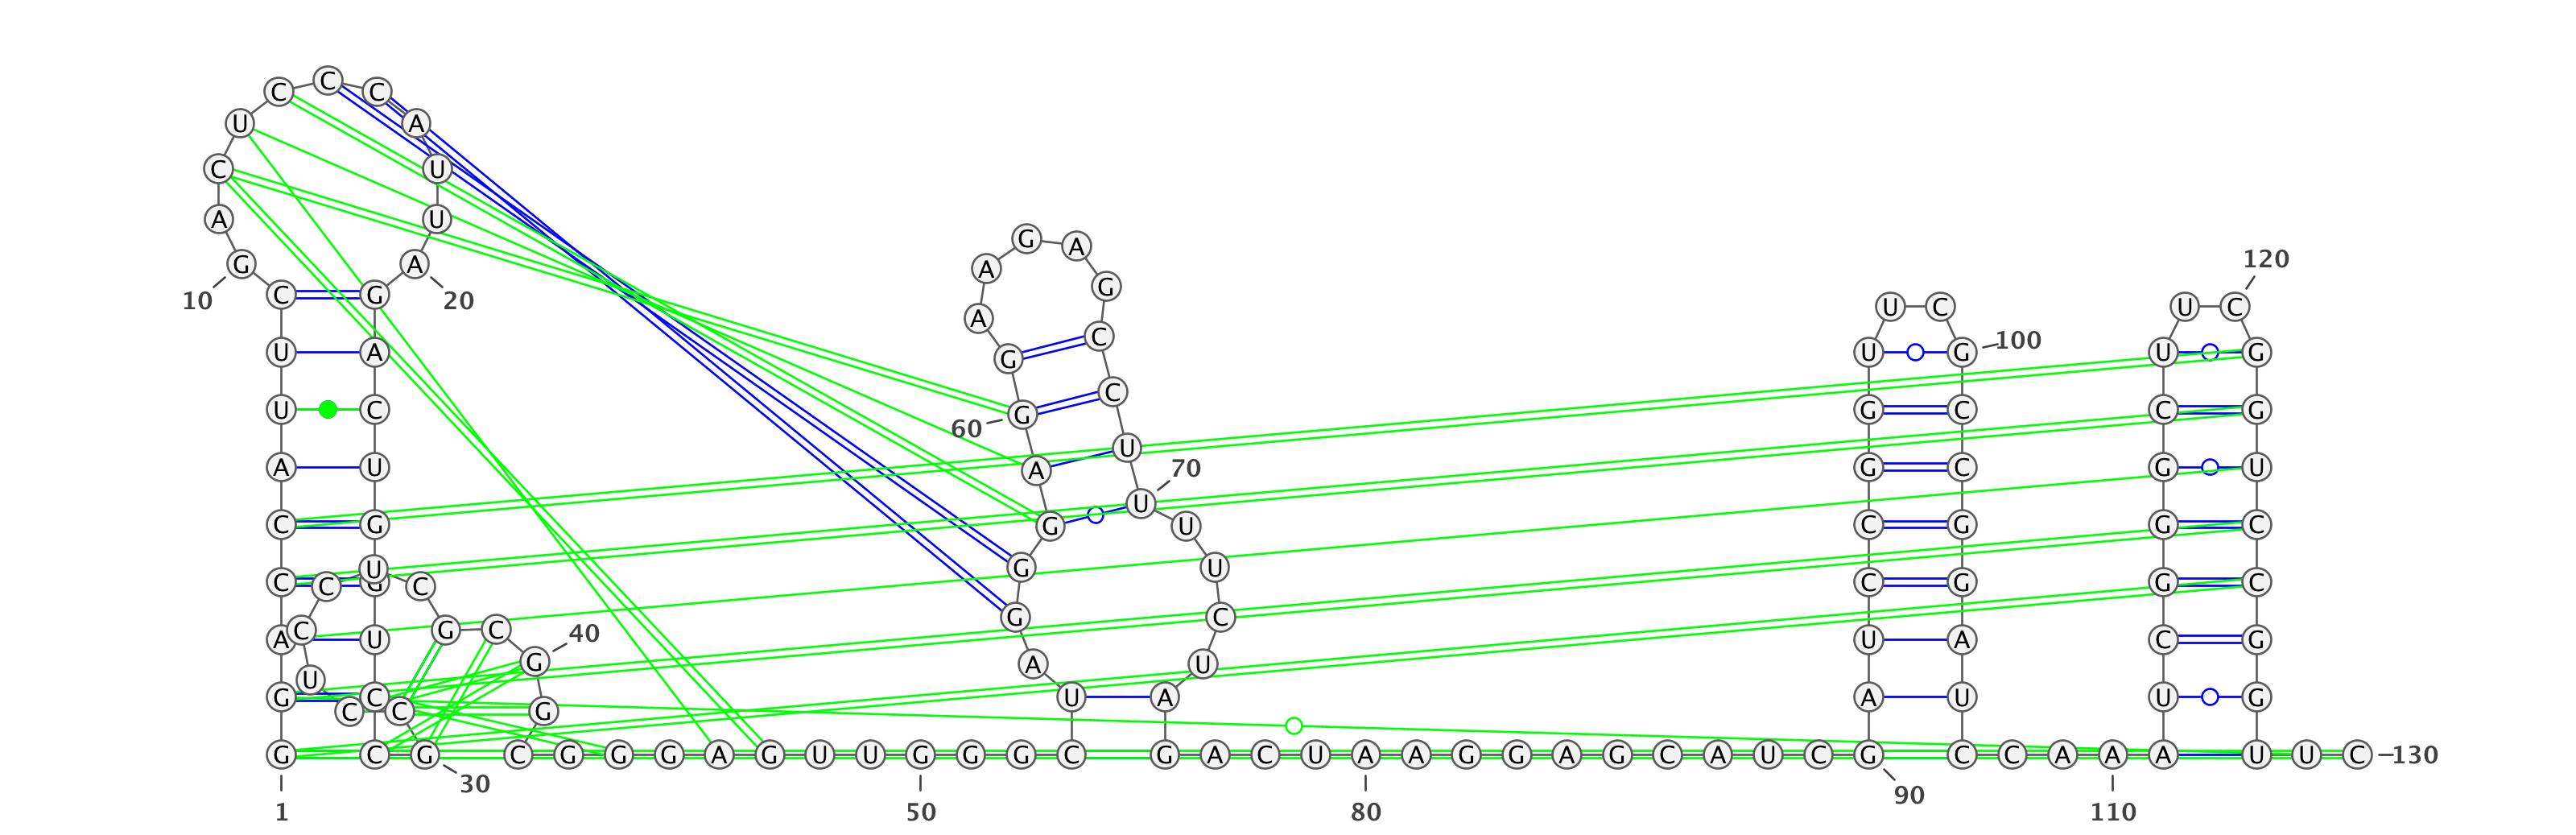 C C C
U A
C U
A U
G A
120
G A A
G
C G
10 20
U C U C
A
C
100
G
U A U G U G
C
U C G G C C G
60
U
A U A U G C G U
70
U
C G G U C G G C
U G U
C C G C C G G C
G C
C G C 40
A U U A C G
G
A U
U
G C U A A U U G
C C G
G C G C G G G A G U U G G G C G A C U A A G G A G C A U C G C C A A A U U C 130
30
90
1 50 80 110